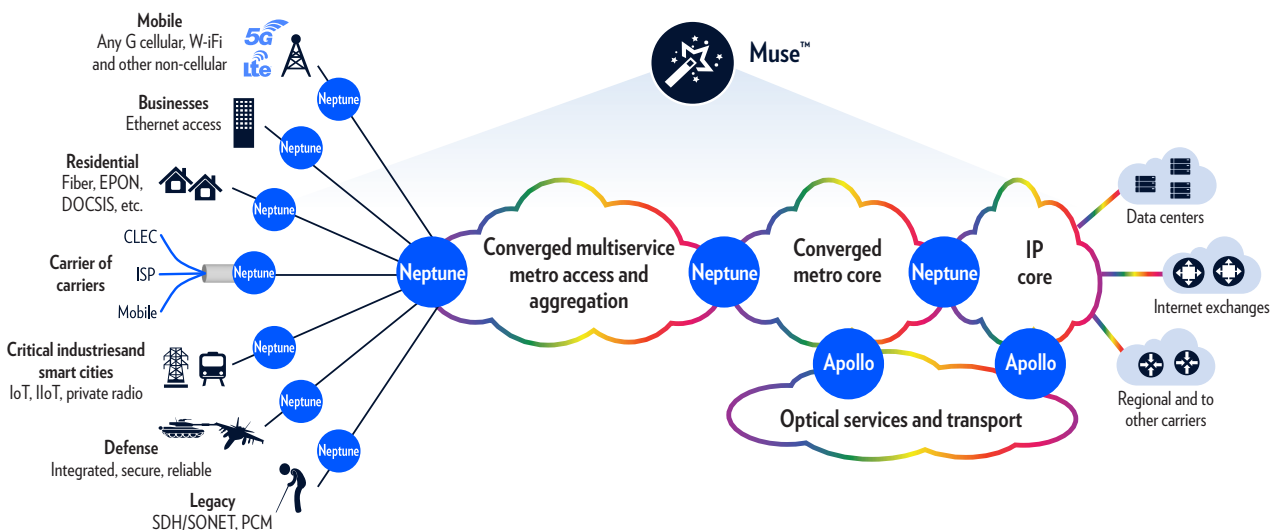 Mobile
Any G cellular, W-iFi
and other non-cellular
5G
Lte
Neptune
Muse™
Businesses
Ethernet access
Neptune
Residential
Fiber, EPON,
DOCSIS, etc.
Neptune
CLEC
Carrier of
carriers
ISP
Mobile
Neptune
Critical industriesand
smart cities
IoT, IIoT, private radio
Neptune
Defense
Integrated, secure, reliable
Neptune
Legacy
SDH/SONET, PCM
Neptune
Neptune
Converged multiservice
metro access and
aggregation
Neptune
Converged
metro core
Neptune
IP
core
Apollo
Apollo
Optical services and transport
Data centers
Internet exchanges
Regional and to
other carriers